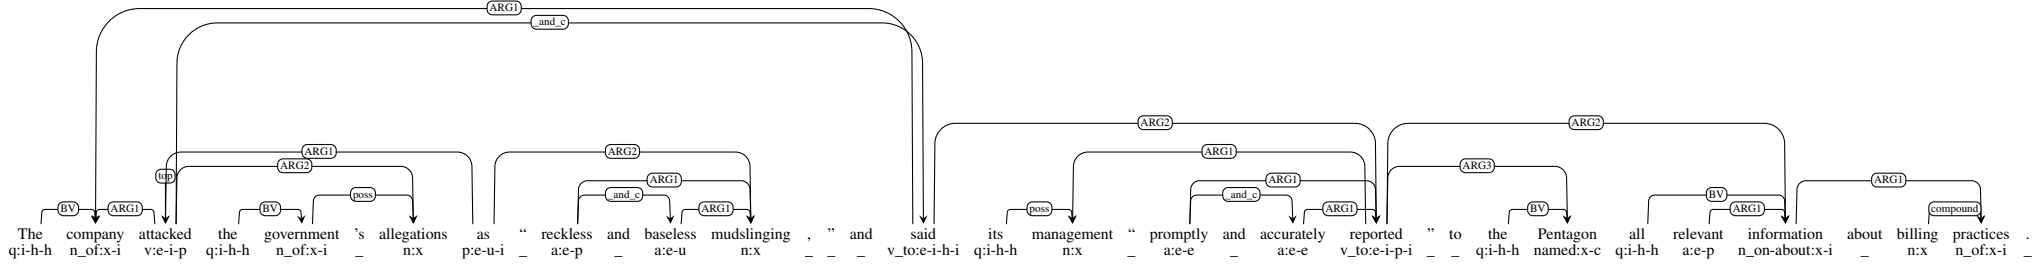 ARG1
_and_c
ARG2 ARG2
ARG1 ARG2 ARG1
top ARG2 ARG3
ARG1 ARG1 ARG1
poss _and_c _and_c BV
BV ARG1 BV ARG1 poss ARG1 BV ARG1 compound
The company attacked the government 's allegations as “ reckless and baseless mudslinging , ” and said its management “ promptly and accurately reported ” to the Pentagon all relevant information about billing practices .
q:i-h-h n_of:x-i v:e-i-p q:i-h-h n_of:x-i _ n:x p:e-u-i _ a:e-p _ a:e-u n:x _ _ _ v_to:e-i-h-i q:i-h-h n:x _ a:e-e _ a:e-e v_to:e-i-p-i _ _ q:i-h-h named:x-c q:i-h-h a:e-p n_on-about:x-i _ n:x n_of:x-i _